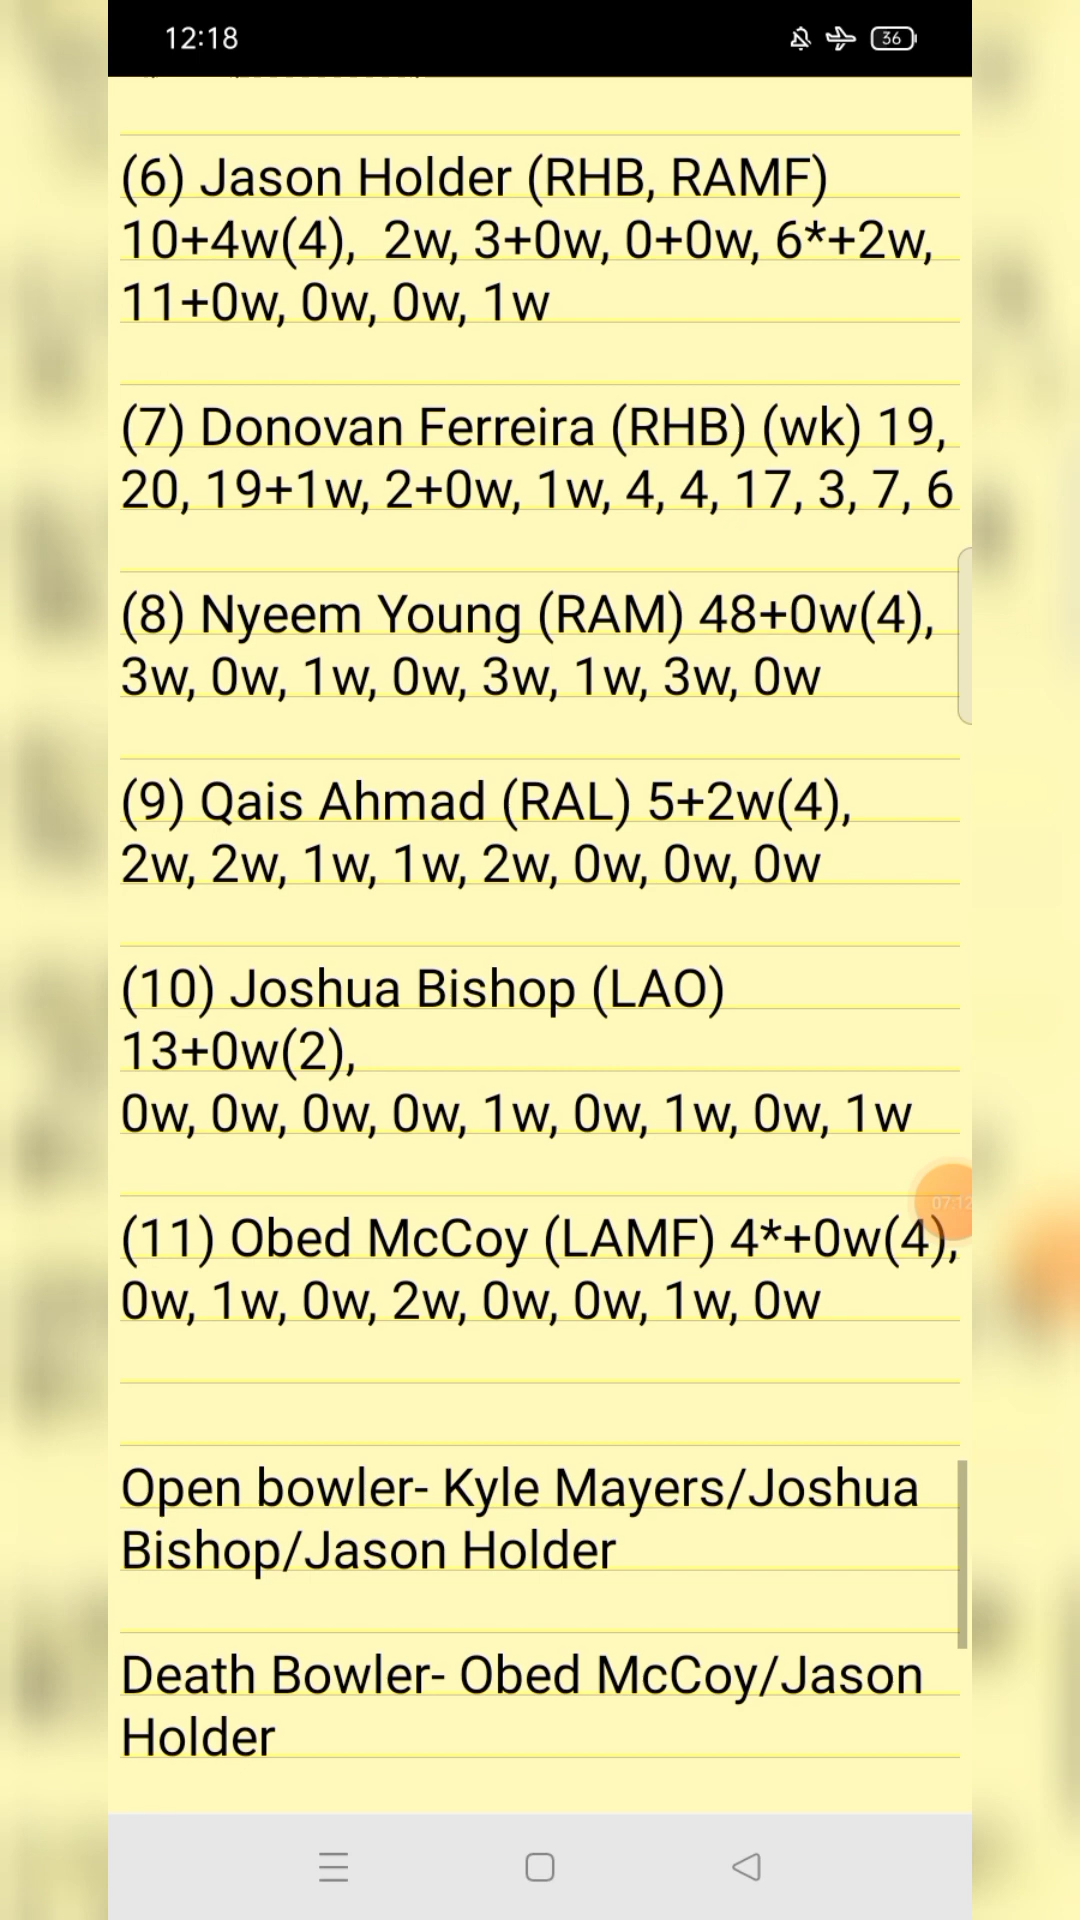 12:18
36
(6) Jason Holder (RHB, RAMF)
10+4w(4),  2w, 3+0w, 0+0w, 6*+2w,
11+0w, 0w, 0w, 1w
(7) Donovan Ferreira (RHB) (wk) 19,
20, 19+1w, 2+0w, 1w, 4, 4, 17, 3, 7, 6
(8) Nyeem Young (RAM) 48+0w(4),
3w, 0w, 1w, 0w, 3w, 1w, 3w, 0w
(9) Qais Ahmad (RAL) 5+2w(4),
2w, 2w, 1w, 1w, 2w, 0w, 0w, 0w
(10) Joshua Bishop (LAO)
13+0w(2),
0w, 0w, 0w, 0w, 1w, 0w, 1w, 0w, 1w
07:12
(11) Obed McCoy (LAMF) 4*+0w(4),
0w, 1w, 0w, 2w, 0w, 0w, 1w, 0w
Open bowler- Kyle Mayers/Joshua
Bishop/Jason Holder
Death Bowler- Obed McCoy/Jason
Holder